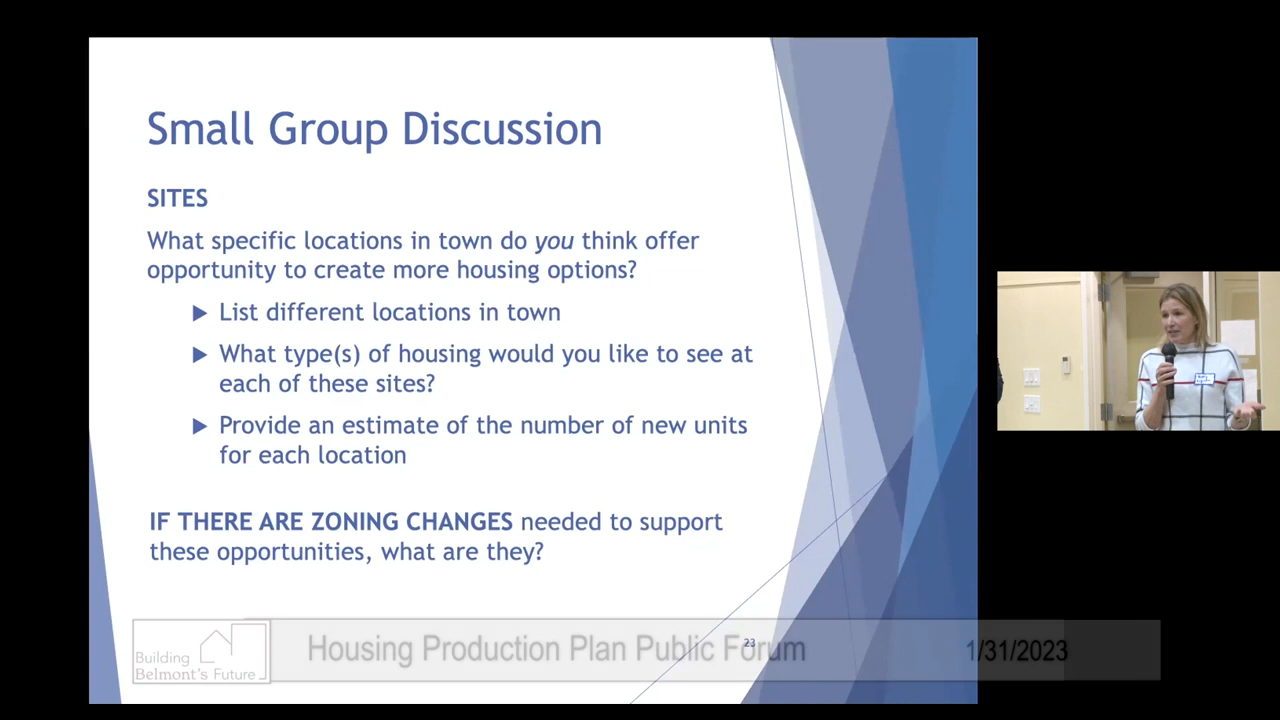 Small Group Discussion
SITES
What specific locations in town do you think offer
opportunity to create more housing options?
List different locations in town
What type(s) of housing would you like to see at
each of these sites?
Provide an estimate of the number of new units
for each location
IF THERE ARE ZONING CHANGES needed to support
these opportunities, what are they?
23
Building
Belmont's Future
Housing Production Plan Public Forum
1/31/2023